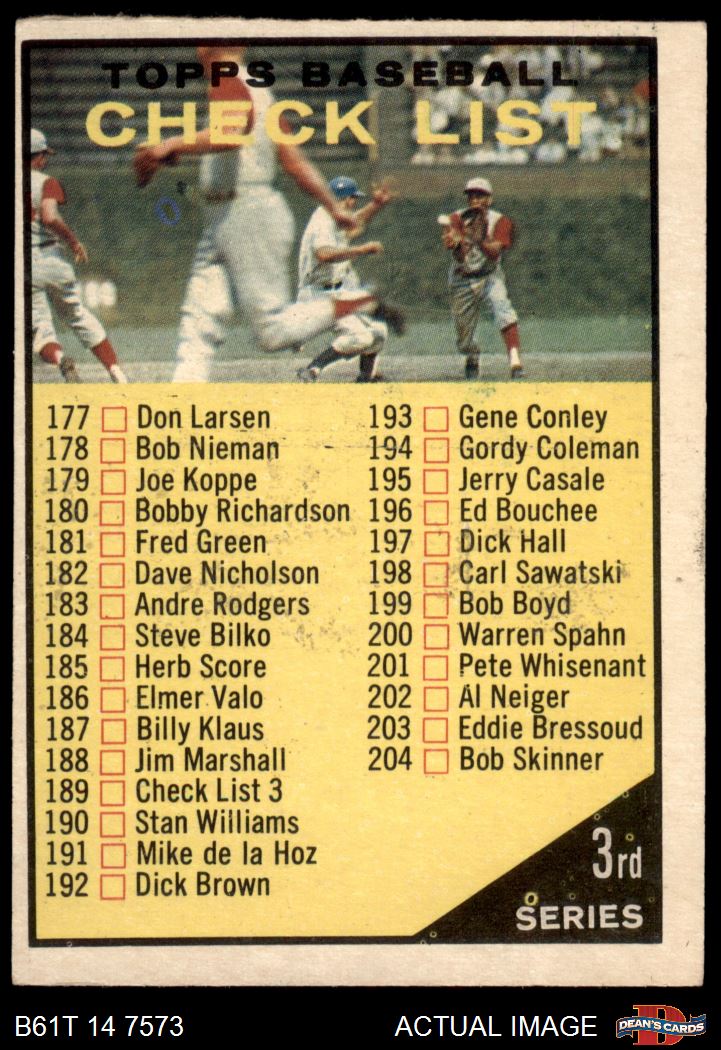 TOPPS BASEBALL
CHECK LIST
177 Don Larsen
178 Bob Nieman
179 Joe Koppe
180 Bobby Richardson
181 Fred Green
182 Dave Nicholson
183 Andre Rodgers
184 Steve Bilko
185 Herb Score
186 Elmer Valo
187 Billy Klaus
188 Jim Marshall
189 Check List 3
190 Stan Williams
191 Mike de la Hoz
192 Dick Brown
193 Gene Conley
194 Gordy Coleman
195 Jerry Casale
196 Ed Bouchee
197 Dick Hall
198 Carl Sawatski
199 Bob Boyd
200 Warren Spahn
201 Pete Whisenant
202 Al Neiger
203 Eddie Bressoud
204 Bob Skinner
3rd
SERIES
B61T 14 7573
ACTUAL IMAGE
D
DEAN'S CARDS